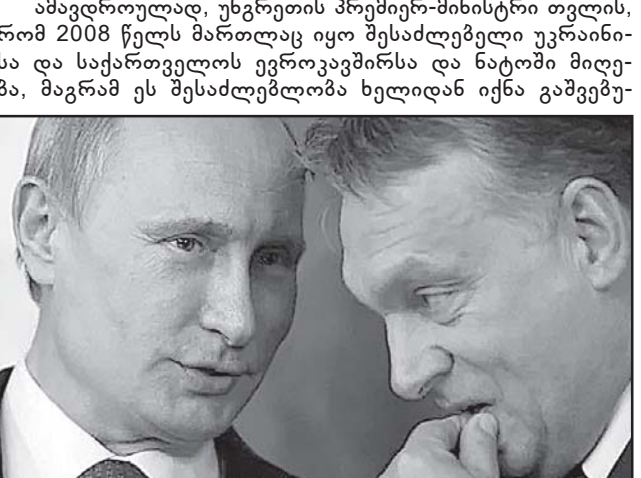 ამავდროულად, უნგრეთის პრემიერ-მინისტრი თვლის,
რომ 2008 წელს მართლაც იყო შესაძლებელი უკრაინი-
სა და საქართველოს ევროკავშირსა და ნატოში მიღე-
ბა, მაგრამ ეს შესაძლებლობა ხელიდან იქნა გაშვებუ-